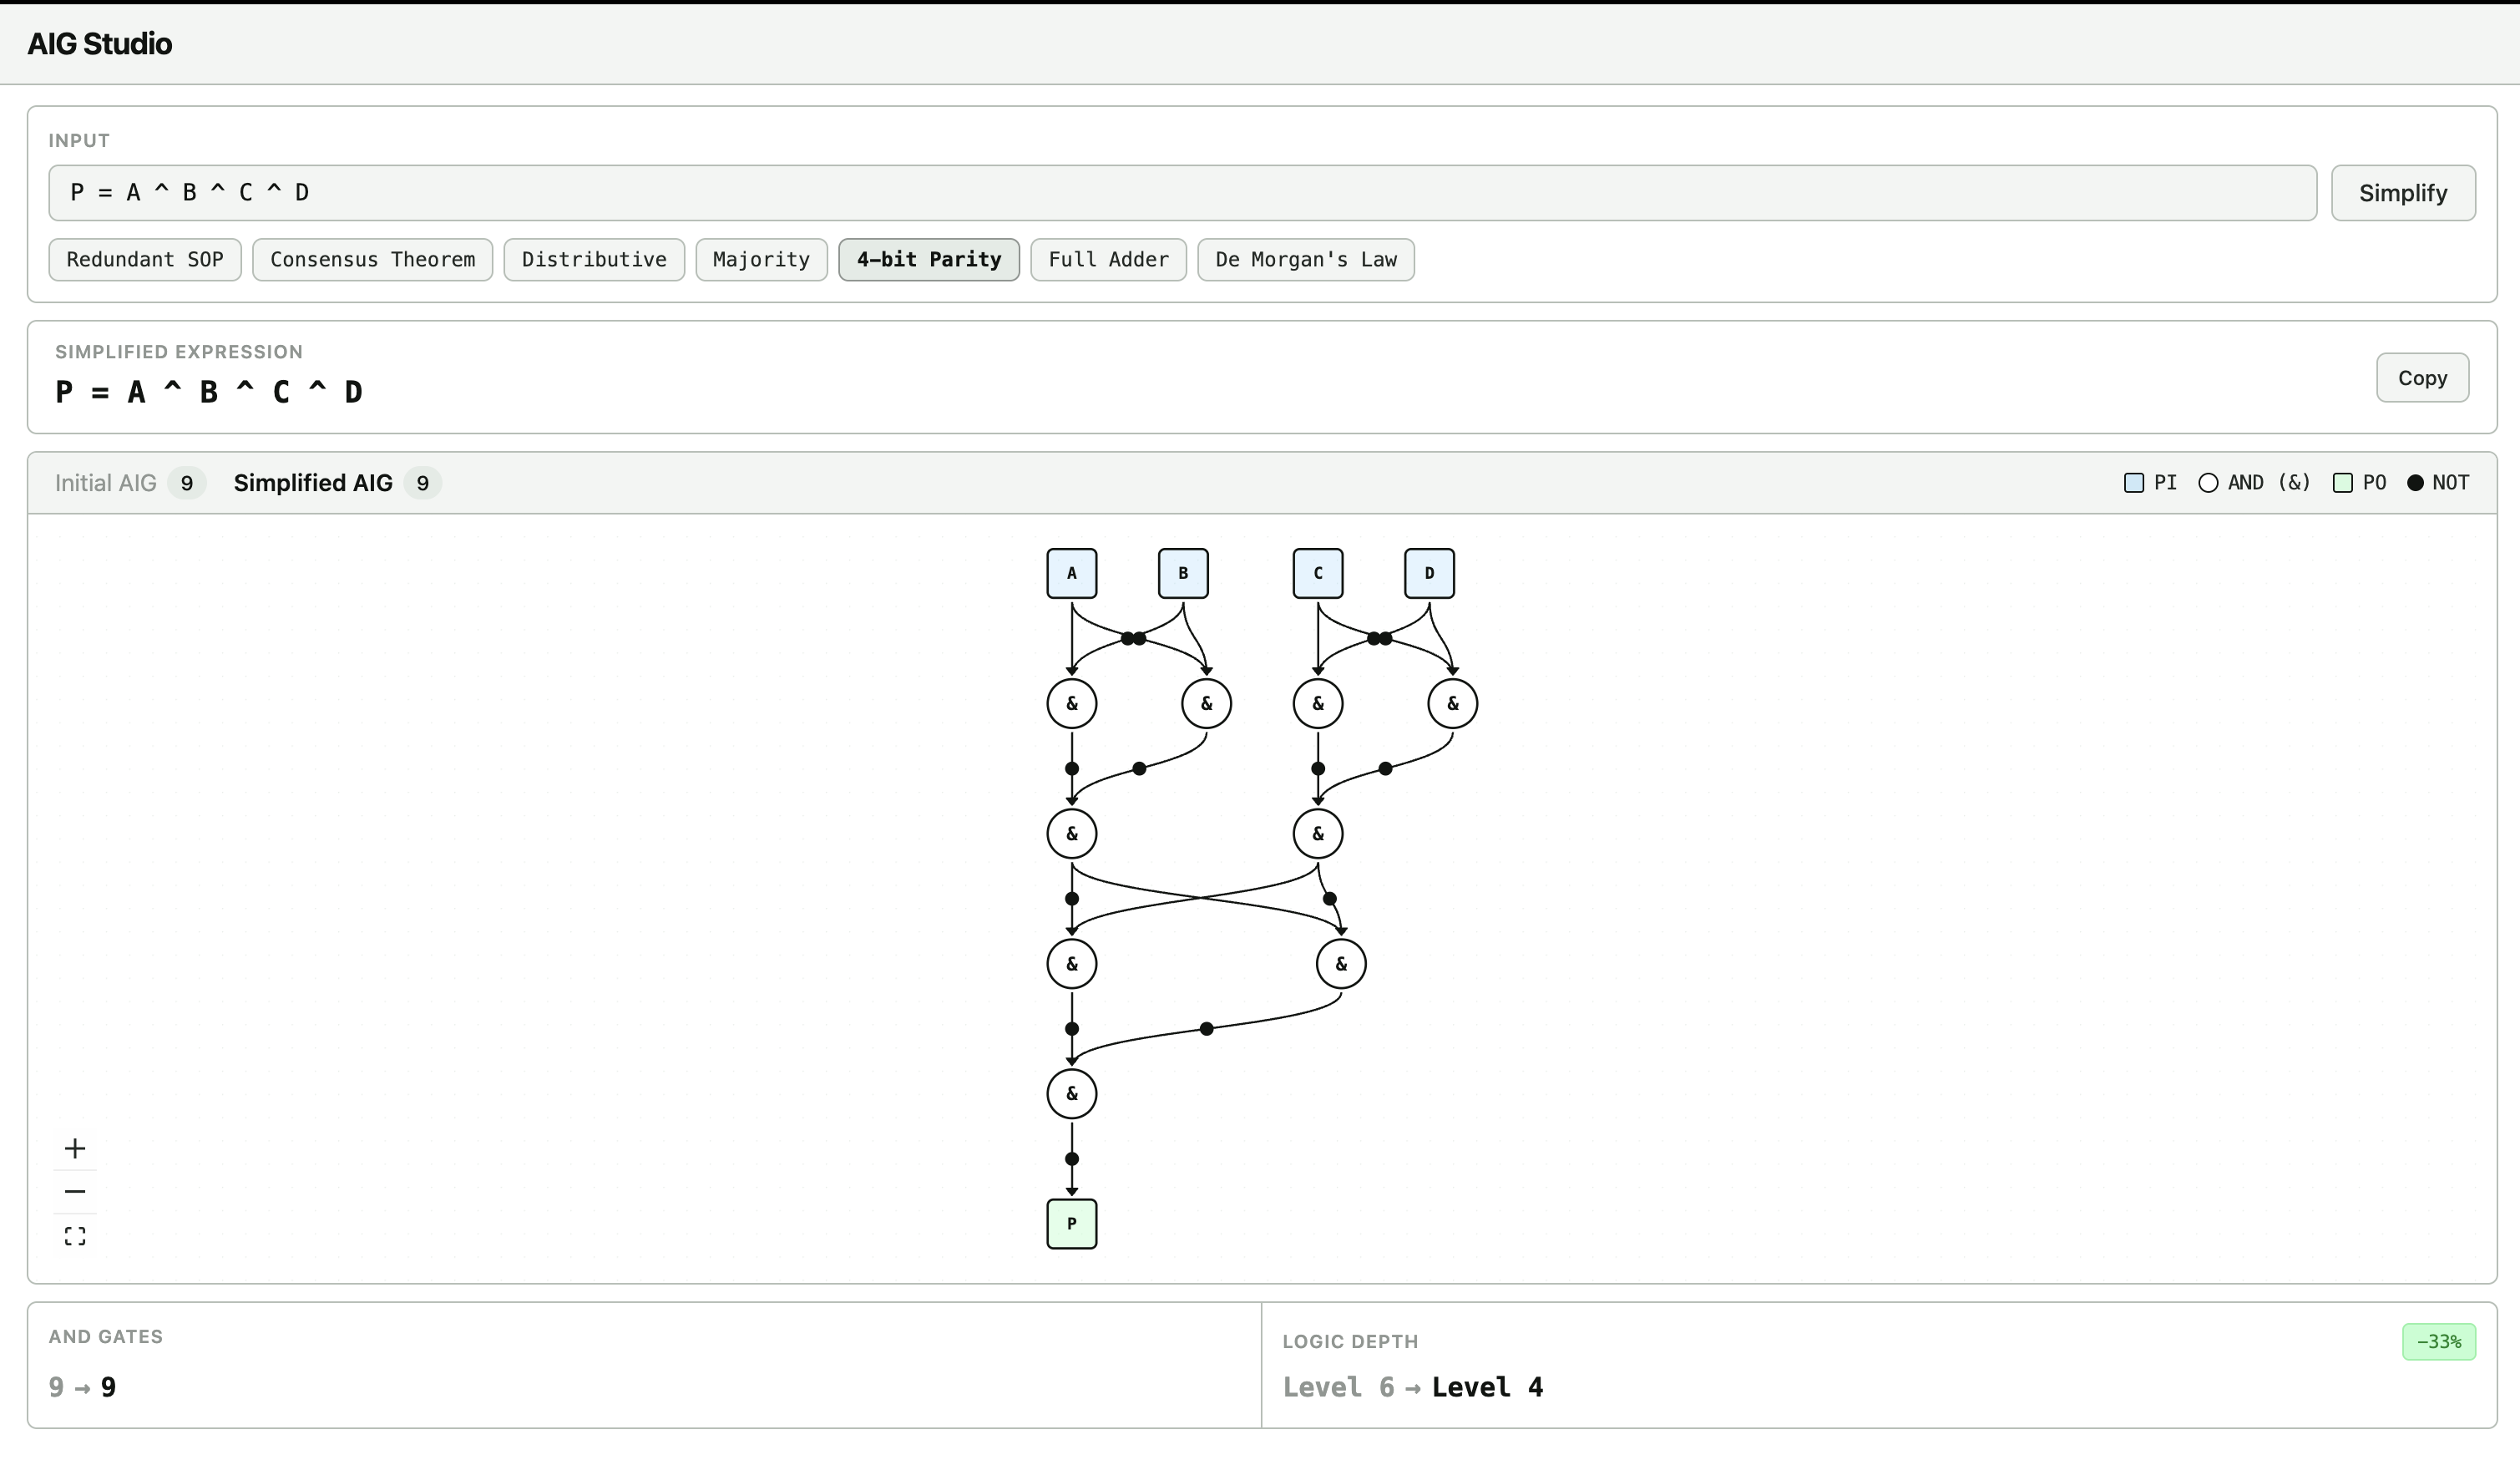 AIG Studio
INPUT
P = A ^ B ^ C ^ D
Simplify
Redundant SOP Consensus Theorem Distributive Majority 4-bit Parity Full Adder De Morgan's Law
SIMPLIFIED EXPRESSION
P = A ^ B ^ C ^ D
Copy
Initial AIG 9 Simplified AIG 9 PI AND (&) PO NOT
A B C D
& & & &
& &
& &
&
P
AND GATES
9 → 9
LOGIC DEPTH
−33%
Level 6 → Level 4